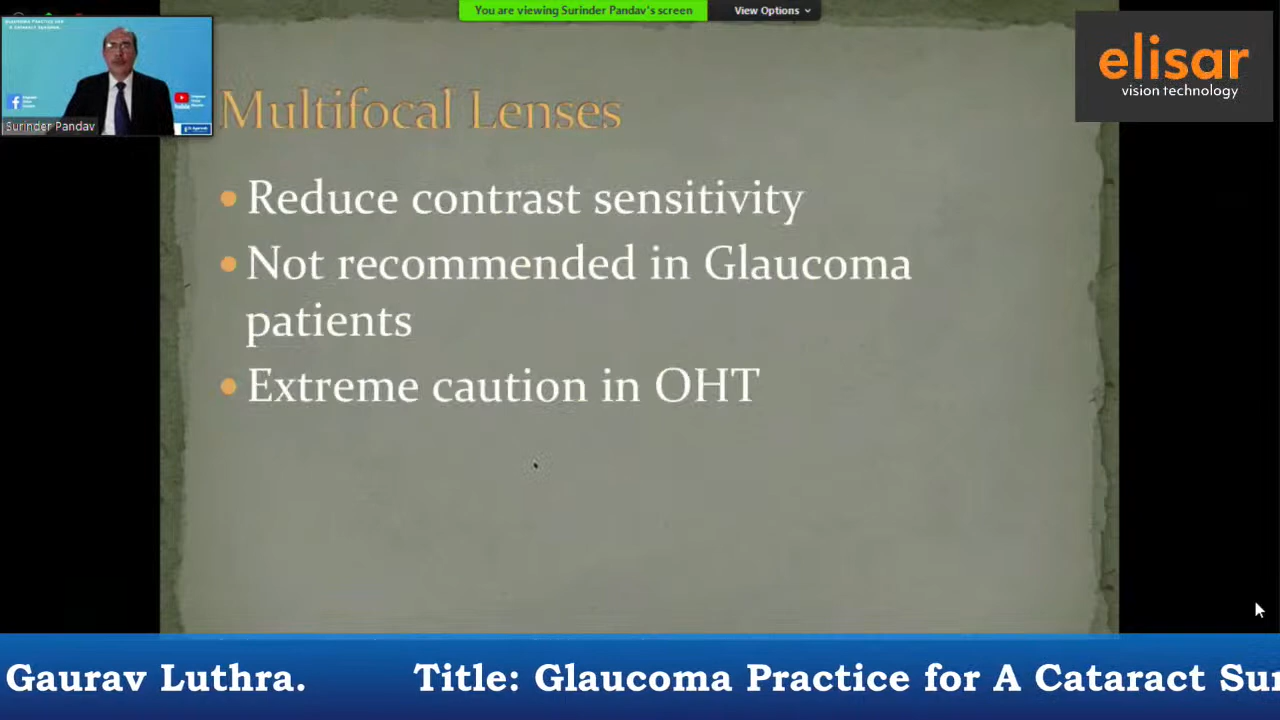 You are viewing Surinder Pandav's screen
View Options
elisar
vision technology
Surinder Pandav
Multifocal Lenses
Reduce contrast sensitivity
Not recommended in Glaucoma
patients
Extreme caution in OHT
Gaurav Luthra. Title: Glaucoma Practice for A Cataract Sur